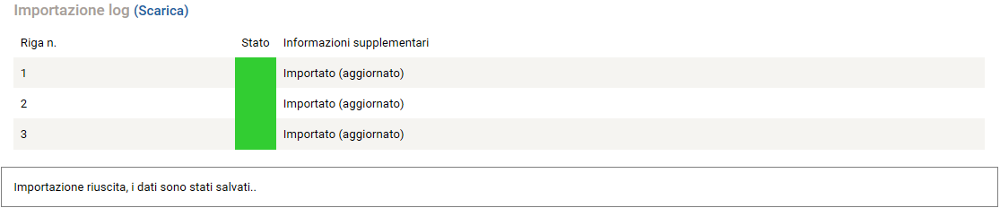 Importazione log (Scarica)
Riga n. Stato Informazioni supplementari
1 Importato (aggiornato)
2 Importato (aggiornato)
3 Importato (aggiornato)
Importazione riuscita, i dati sono stati salvati..